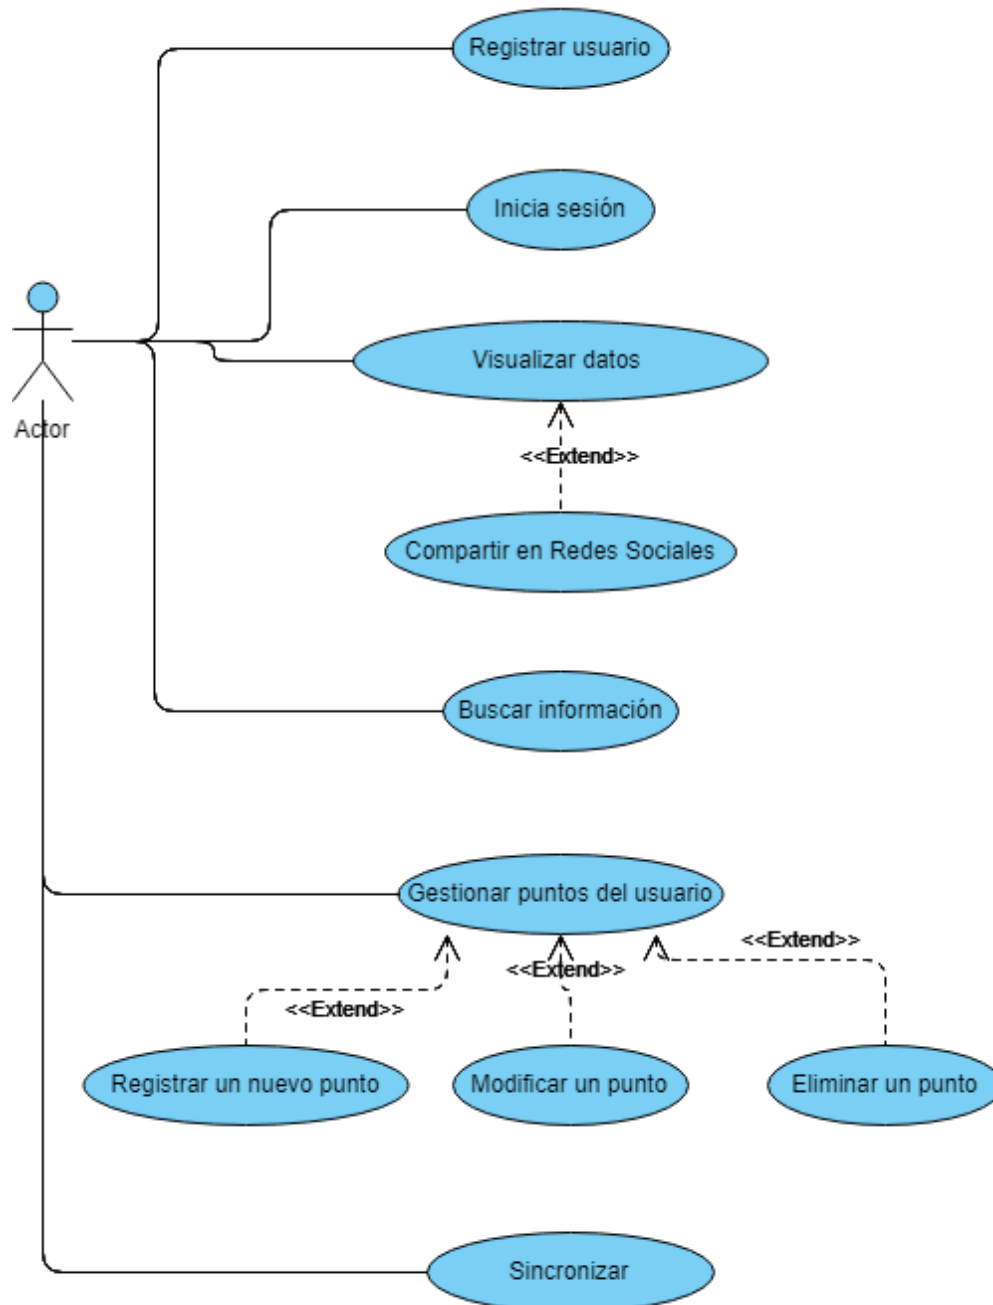 Registrar usuario
Inicia sesión
Visualizar datos
Actor
<<Extend>>
Compartir en Redes Sociales
Buscar información
Gestionar puntos del usuario
<<Extend>>
<<Extend>>
<<Extend>>
Registrar un nuevo punto
Modificar un punto
Eliminar un punto
Sincronizar